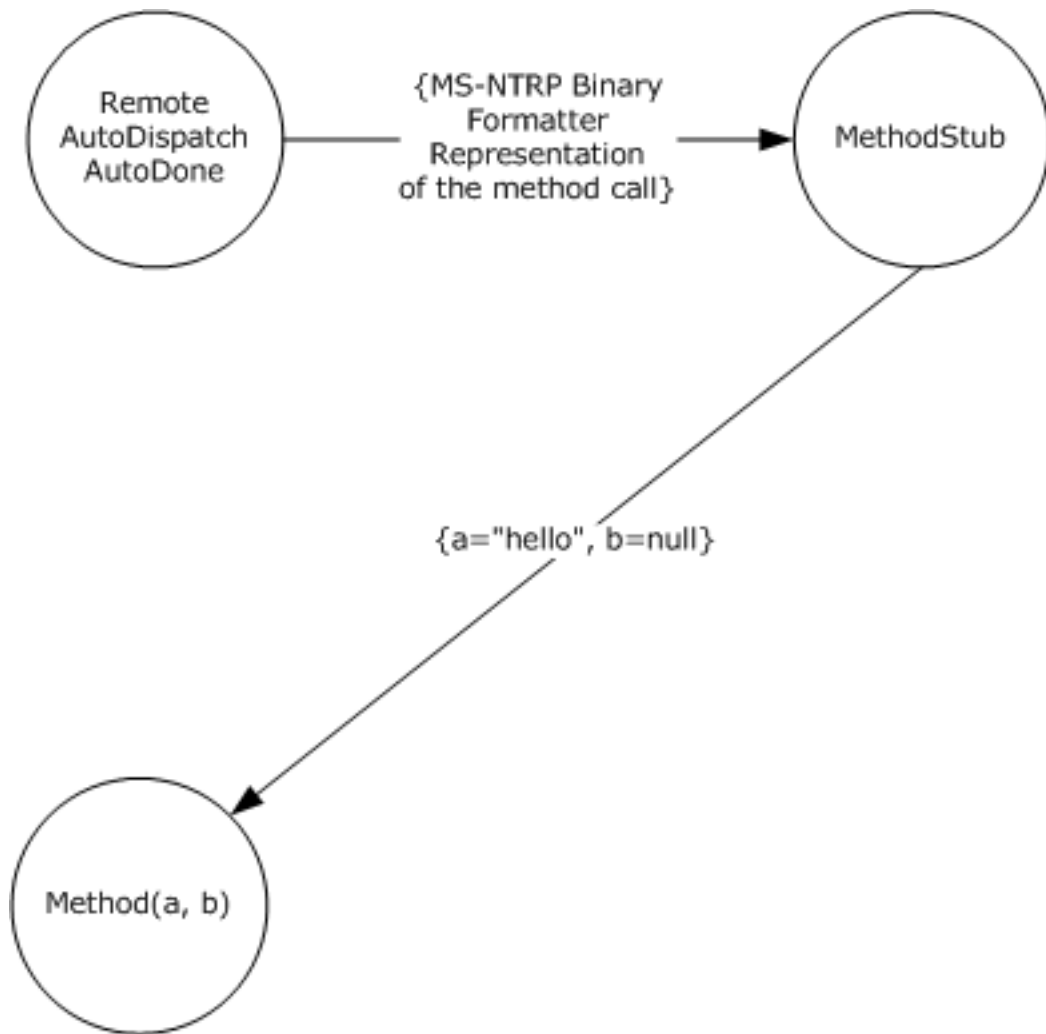 Remote
AutoDispatch
AutoDone
{MS-NTRP Binary
Formatter
Representation
of the method call}
MethodStub
{a="hello", b=null}
Method(a, b)